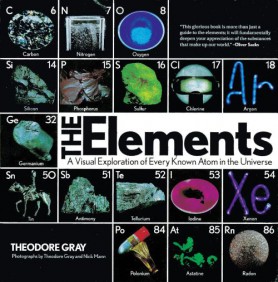 C 6 N 7 O 8
Carbon Nitrogen Oxygen
"This glorious book is more than just a
guide to the elements; it will fundamentally
deepen your appreciation of the substances
that make up our world." —Oliver Sacks
Si 14 P 15 S 16 Cl 17 Ar 18
Silicon Phosphorus Sulfur Chlorine Argon
Ge 32
Germanium
THE Elements
A Visual Exploration of Every Known Atom in the Universe
Sn 50 Sb 51 Te 52 I 53 Xe 54
Tin Antimony Tellurium Iodine Xenon
THEODORE GRAY
Photographs by Theodore Gray and Nick Mann
Po 84 At 85 Rn 86
Polonium Astatine Radon